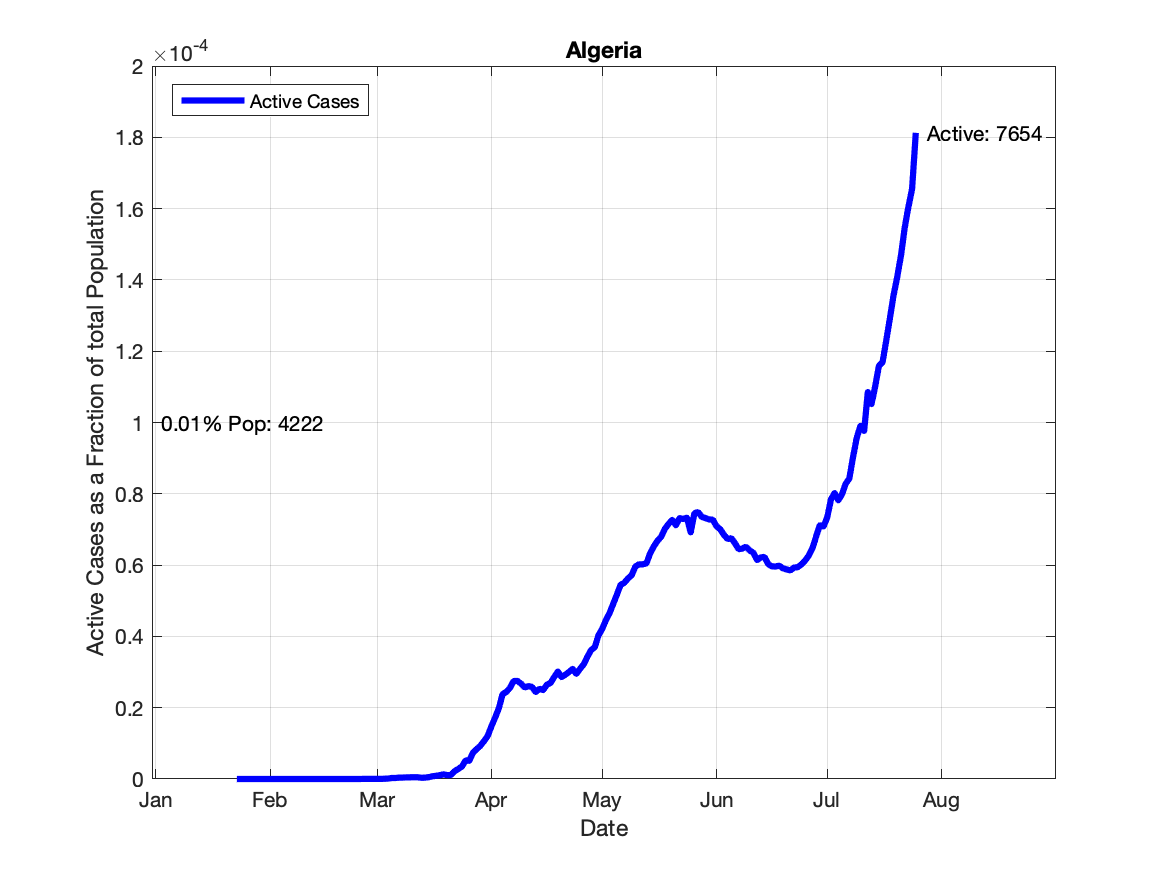 Algeria
×10-4
2
Active Cases
1.8
Active: 7654
1.6
1.4
1.2
1
0.01% Pop: 4222
0.8
0.6
0.4
0.2
0
Active Cases as a Fraction of total Population
Jan Feb Mar Apr May Jun Jul Aug
Date